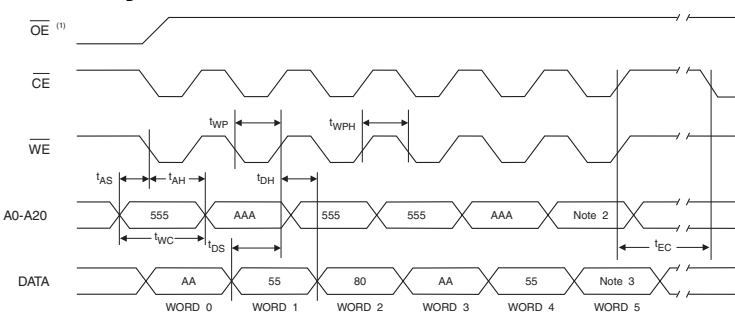 OE (1)
CE
tWP tWPH
WE
tAS tAH tDH
A0-A20 555 AAA 555 555 AAA Note 2
tWC tDS tEC
DATA AA 55 80 AA 55 Note 3
WORD 0 WORD 1 WORD 2 WORD 3 WORD 4 WORD 5